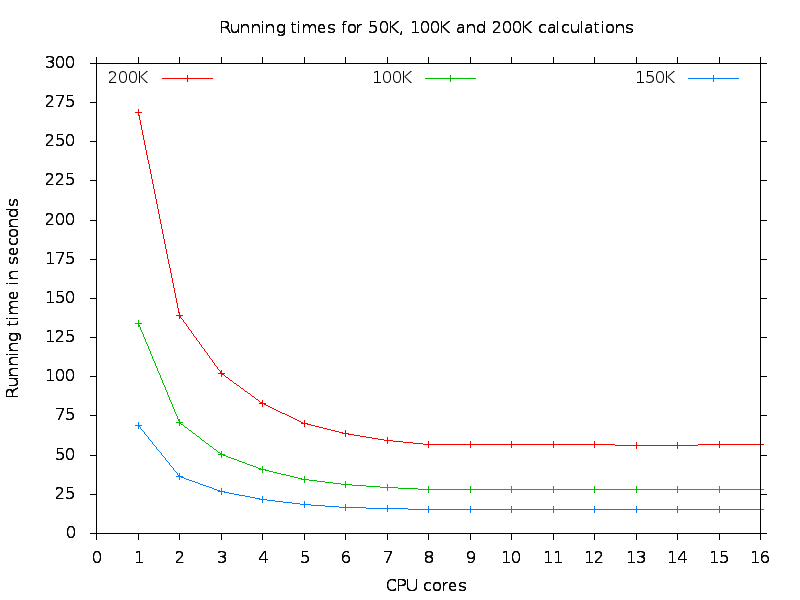 Running times for 50K, 100K and 200K calculations
300
200K
100K
150K
275
250
225
200
175
150
125
100
75
50
25
0
Running time in seconds
0 1 2 3 4 5 6 7 8 9 10 11 12 13 14 15 16
CPU cores